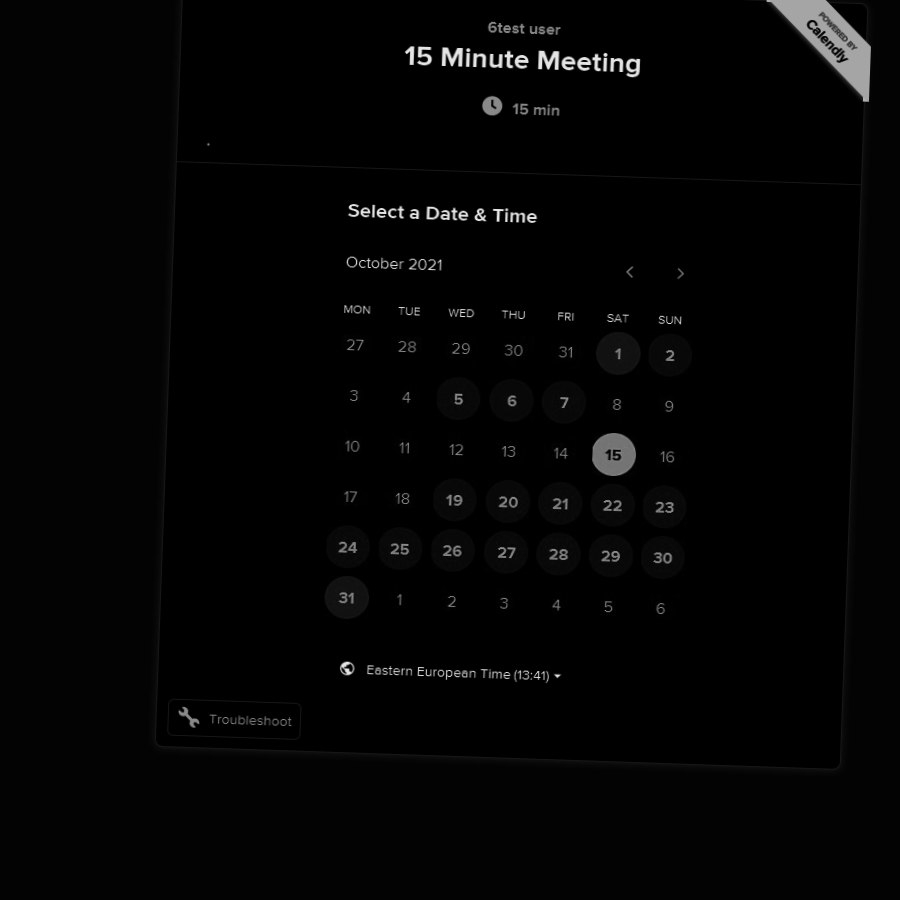 POWERED BY
Calendly
6test user
15 Minute Meeting
15 min
Select a Date & Time
October 2021
MON TUE WED THU FRI SAT SUN
27 28 29 30 31 1 2
3 4 5 6 7 8 9
10 11 12 13 14 15 16
17 18 19 20 21 22 23
24 25 26 27 28 29 30
31 1 2 3 4 5 6
Eastern European Time (13:41)
Troubleshoot